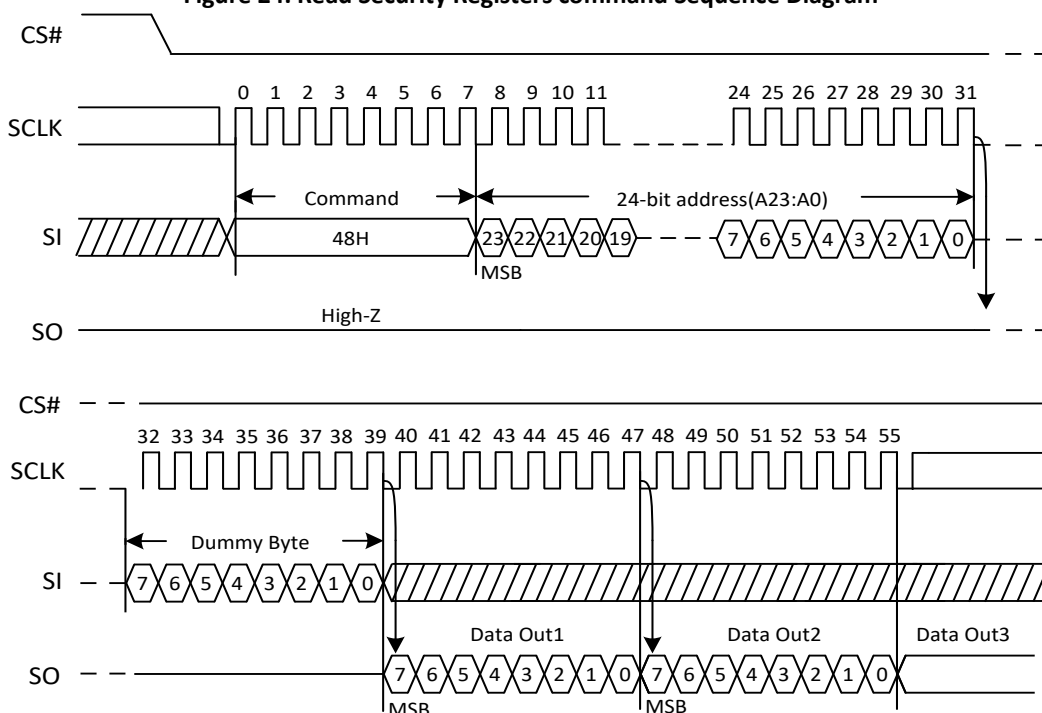 CS#
0 1 2 3 4 5 6 7 8 9 10 11 24 25 26 27 28 29 30 31
SCLK
Command 24-bit address(A23:A0)
SI 48H 23 22 21 20 19 7 6 5 4 3 2 1 0
MSB
High-Z
SO
CS#
32 33 34 35 36 37 38 39 40 41 42 43 44 45 46 47 48 49 50 51 52 53 54 55
SCLK
Dummy Byte
SI 7 6 5 4 3 2 1 0
Data Out1 Data Out2 Data Out3
SO 7 6 5 4 3 2 1 0 7 6 5 4 3 2 1 0
MSB MSB